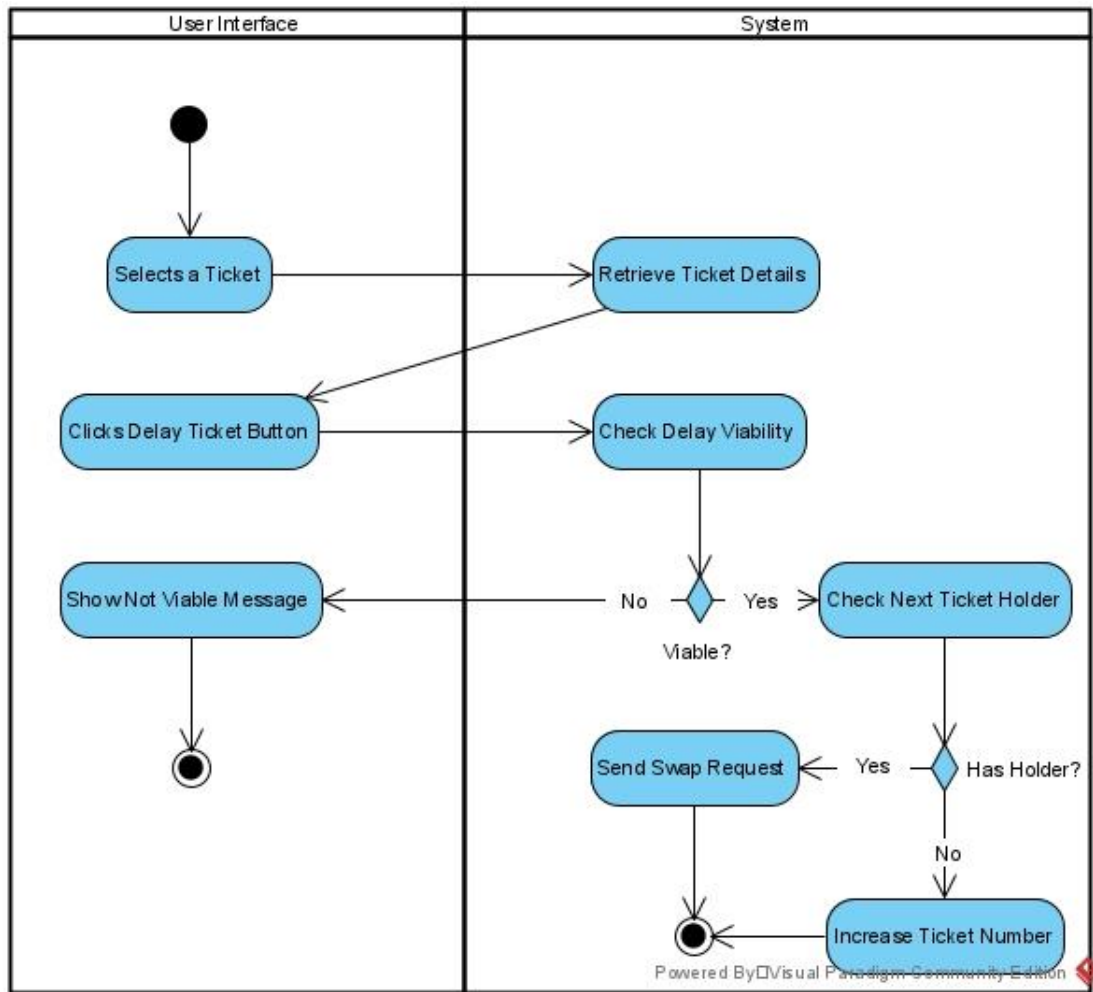 User Interface
System
Selects a Ticket
Retrieve Ticket Details
Clicks Delay Ticket Button
Check Delay Viability
Show Not Viable Message
No
Yes
Check Next Ticket Holder
Viable?
Send Swap Request
Yes
Has Holder?
No
Increase Ticket Number
Powered By□Visual Paradigm Community Edition